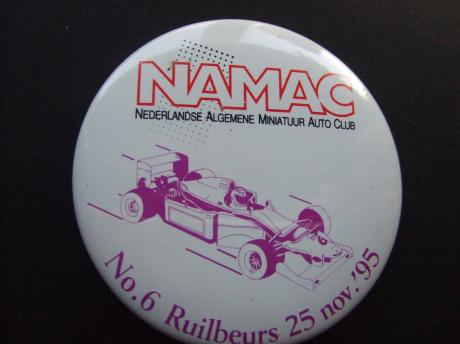 NAMAC
NEDERLANDSE ALGEMENE MINIATUUR AUTO CLUB
No.6 Ruilbeurs 25 nov.'95